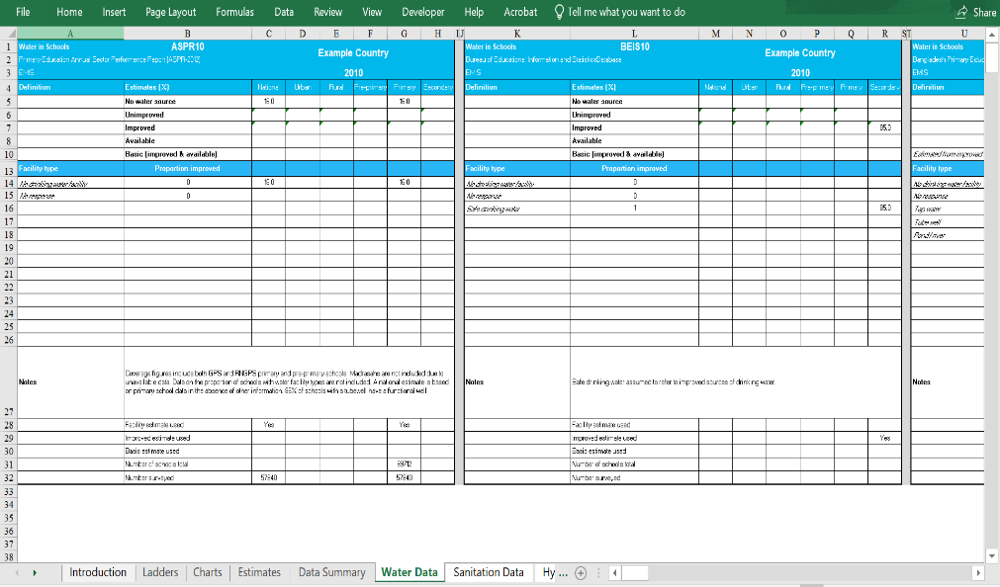 File Home Insert Page Layout Formulas Data Review View Developer Help Acrobat Tell me what you want to do Share
A B C D E F G H IJ K L M N O P Q R ST U
1 Water in Schools ASPR10 Example Country Water in Schools BEIS10 Example Country Water in Schools
2 Primary Education Annual Sector Performance Report (ASPR-2012) Bureau of Educational Information and Statistics Database Bangladesh Primary Educ
3 EMIS 2010 EMIS 2010 EMIS
4 Definition Estimates (%) National Urban Rural Pre-primary Primary Secondary Definition Estimates (%) National Urban Rural Pre-primary Primary Secondary Definition
5 No water source 16.0 16.0 No water source
6 Unimproved Unimproved
7 Improved Improved 95.0
8 Available Available
10 Basic (improved & available) Basic (improved & available) Estimated from improved
13 Facility type Proportion improved Facility type Proportion improved Facility type
14 No drinking water facility 0 16.0 16.0 No drinking water facility 0 No drinking water facility
15 No response 0 No response 0 No response
16 Safe drinking water 1 95.0 Tap water
17 Tube well
18 Pond/river
19
20
21
22
23
24
25
26
Coverage figures include both GPS and RNGPS primary and pre-primary schools. Madrasahs are not included due to
Notes unavailable data. Data on the proportion of schools with water facility types are not included. A national estimate is based Notes Safe drinking water assumed to refer to improved sources of drinking water. Notes
on primary school data in the absence of other information. 85% of schools with a tubewell have a functional well
27
28 Facility estimate used Yes Yes Facility estimate used
29 Improved estimate used Improved estimate used Yes
30 Basic estimate used Basic estimate used
31 Number of schools total Number of schools total
32 Number surveyed 57840 57840 Number surveyed
33
34
35
36
37
38
Introduction Ladders Charts Estimates Data Summary Water Data Sanitation Data Hy ...